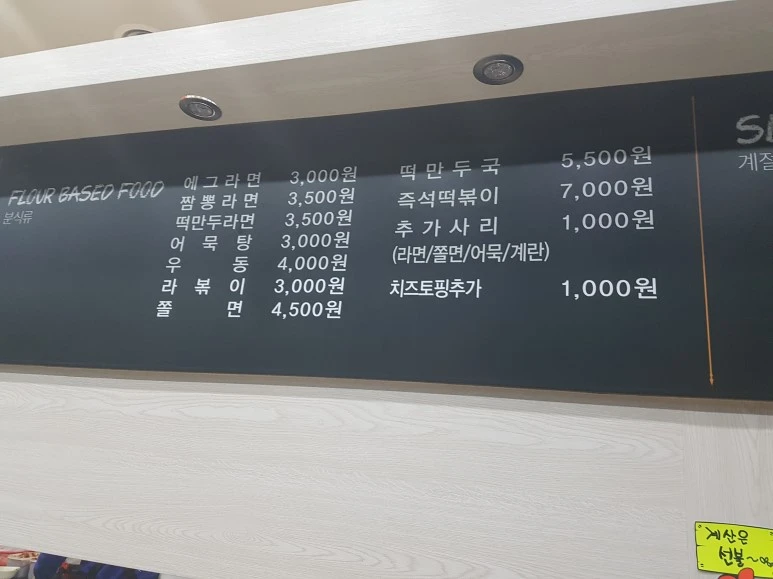 FLOUR BASED FOOD
분식류
에그라면 3,000원
짬뽕라면 3,500원
떡만두라면 3,500원
어묵탕 3,000원
우동 4,000원
라볶이 3,000원
쫄면 4,500원
떡만두국 5,500원
즉석떡볶이 7,000원
추가사리 1,000원
(라면/쫄면/어묵/계란)
치즈토핑추가 1,000원
계절